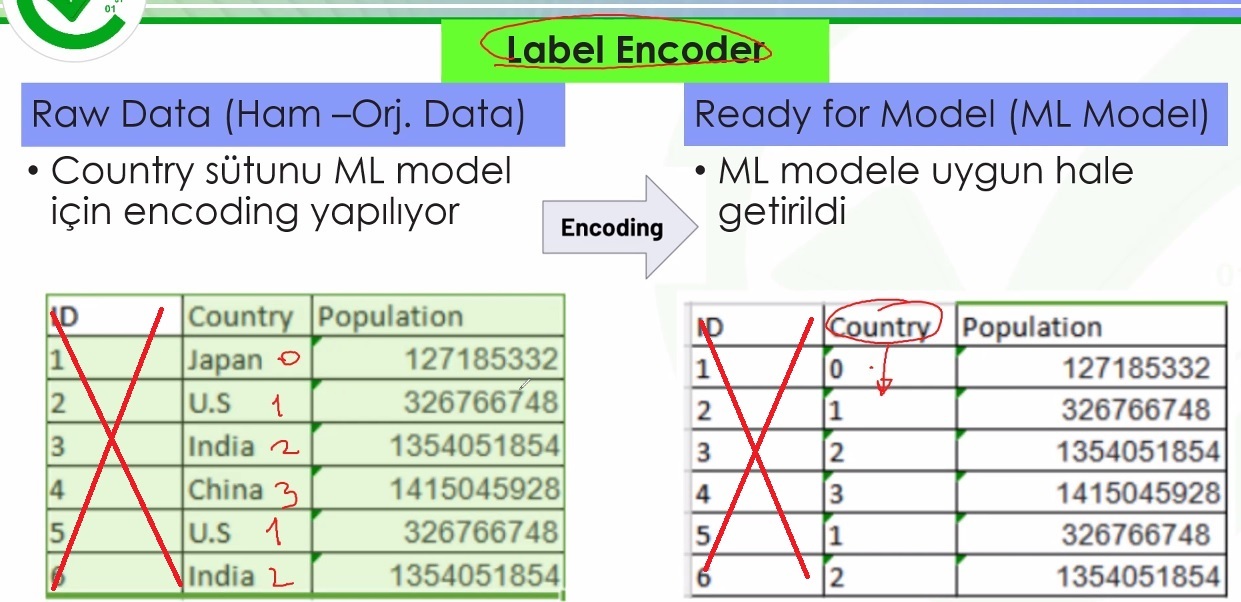 01
Label Encoder
Raw Data (Ham –Orj. Data)
• Country sütunu ML model
için encoding yapılıyor
Encoding
Ready for Model (ML Model)
• ML modele uygun hale
getirildi
ID Country Population
1 Japan 0 127185332
2 U.S 1 326766748
3 India 2 1354051854
4 China 3 1415045928
5 U.S 1 326766748
6 India 2 1354051854
ID Country Population
1 0 127185332
2 1 326766748
3 2 1354051854
4 3 1415045928
5 1 326766748
6 2 1354051854